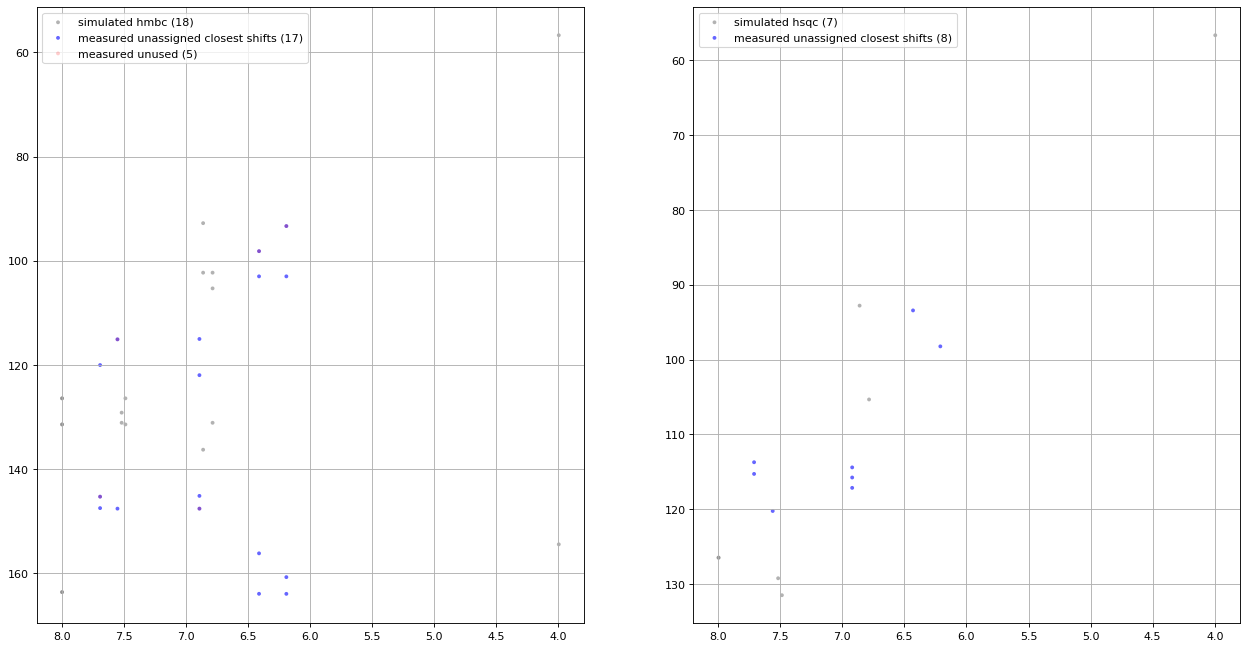 simulated hmbc (18)
measured unassigned closest shifts (17)
measured unused (5)
60
80
100
120
140
160
8.0 7.5 7.0 6.5 6.0 5.5 5.0 4.5 4.0
simulated hsqc (7)
measured unassigned closest shifts (8)
60
70
80
90
100
110
120
130
8.0 7.5 7.0 6.5 6.0 5.5 5.0 4.5 4.0